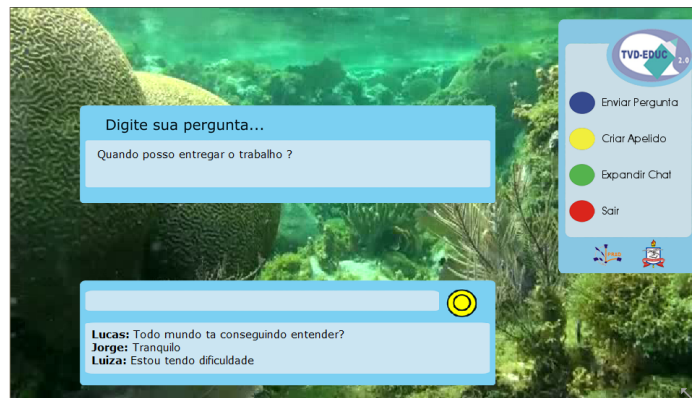 Digite sua pergunta...
Quando posso entregar o trabalho ?
Lucas: Todo mundo ta conseguindo entender?
Jorge: Tranquilo
Luiza: Estou tendo dificuldade
TVD-EDUC
2.0
Enviar Pergunta
Criar Apelido
Expandir Chat
Sair